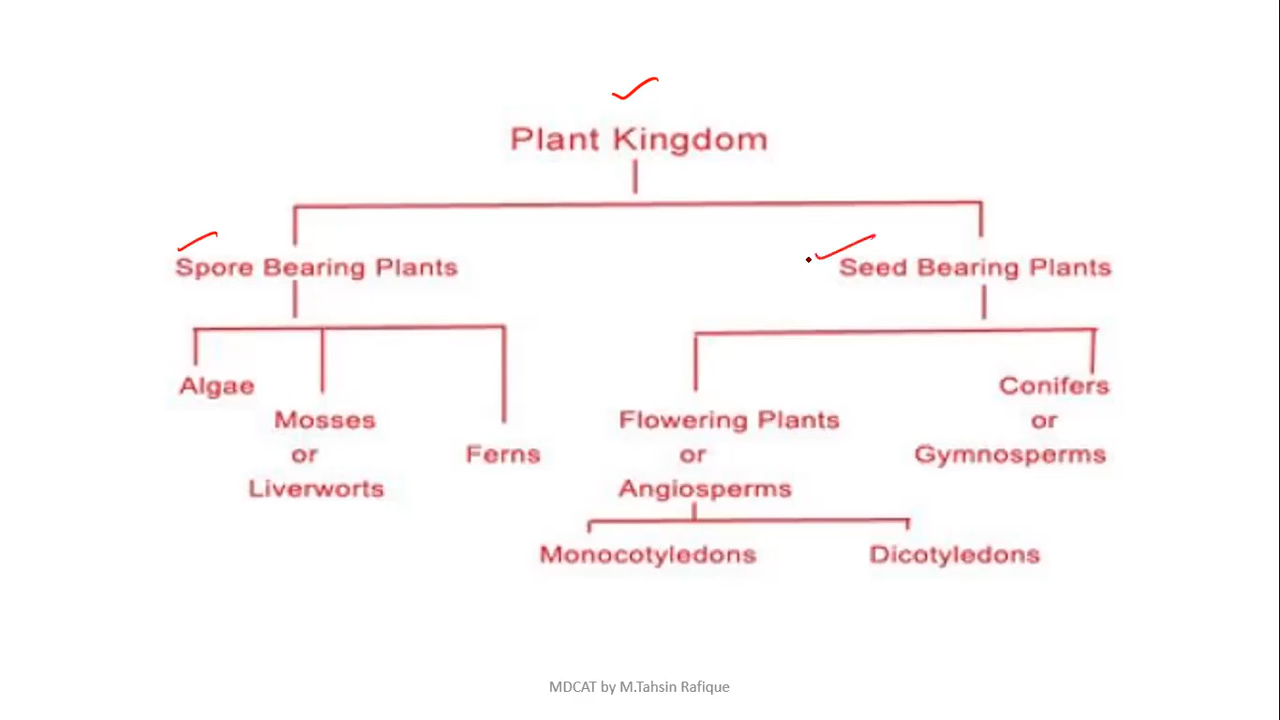 Plant Kingdom
Spore Bearing Plants
Seed Bearing Plants
Algae
Mosses
or
Liverworts
Ferns
Flowering Plants
or
Angiosperms
Conifers
or
Gymnosperms
Monocotyledons
Dicotyledons
MDCAT by M.Tahsin Rafique